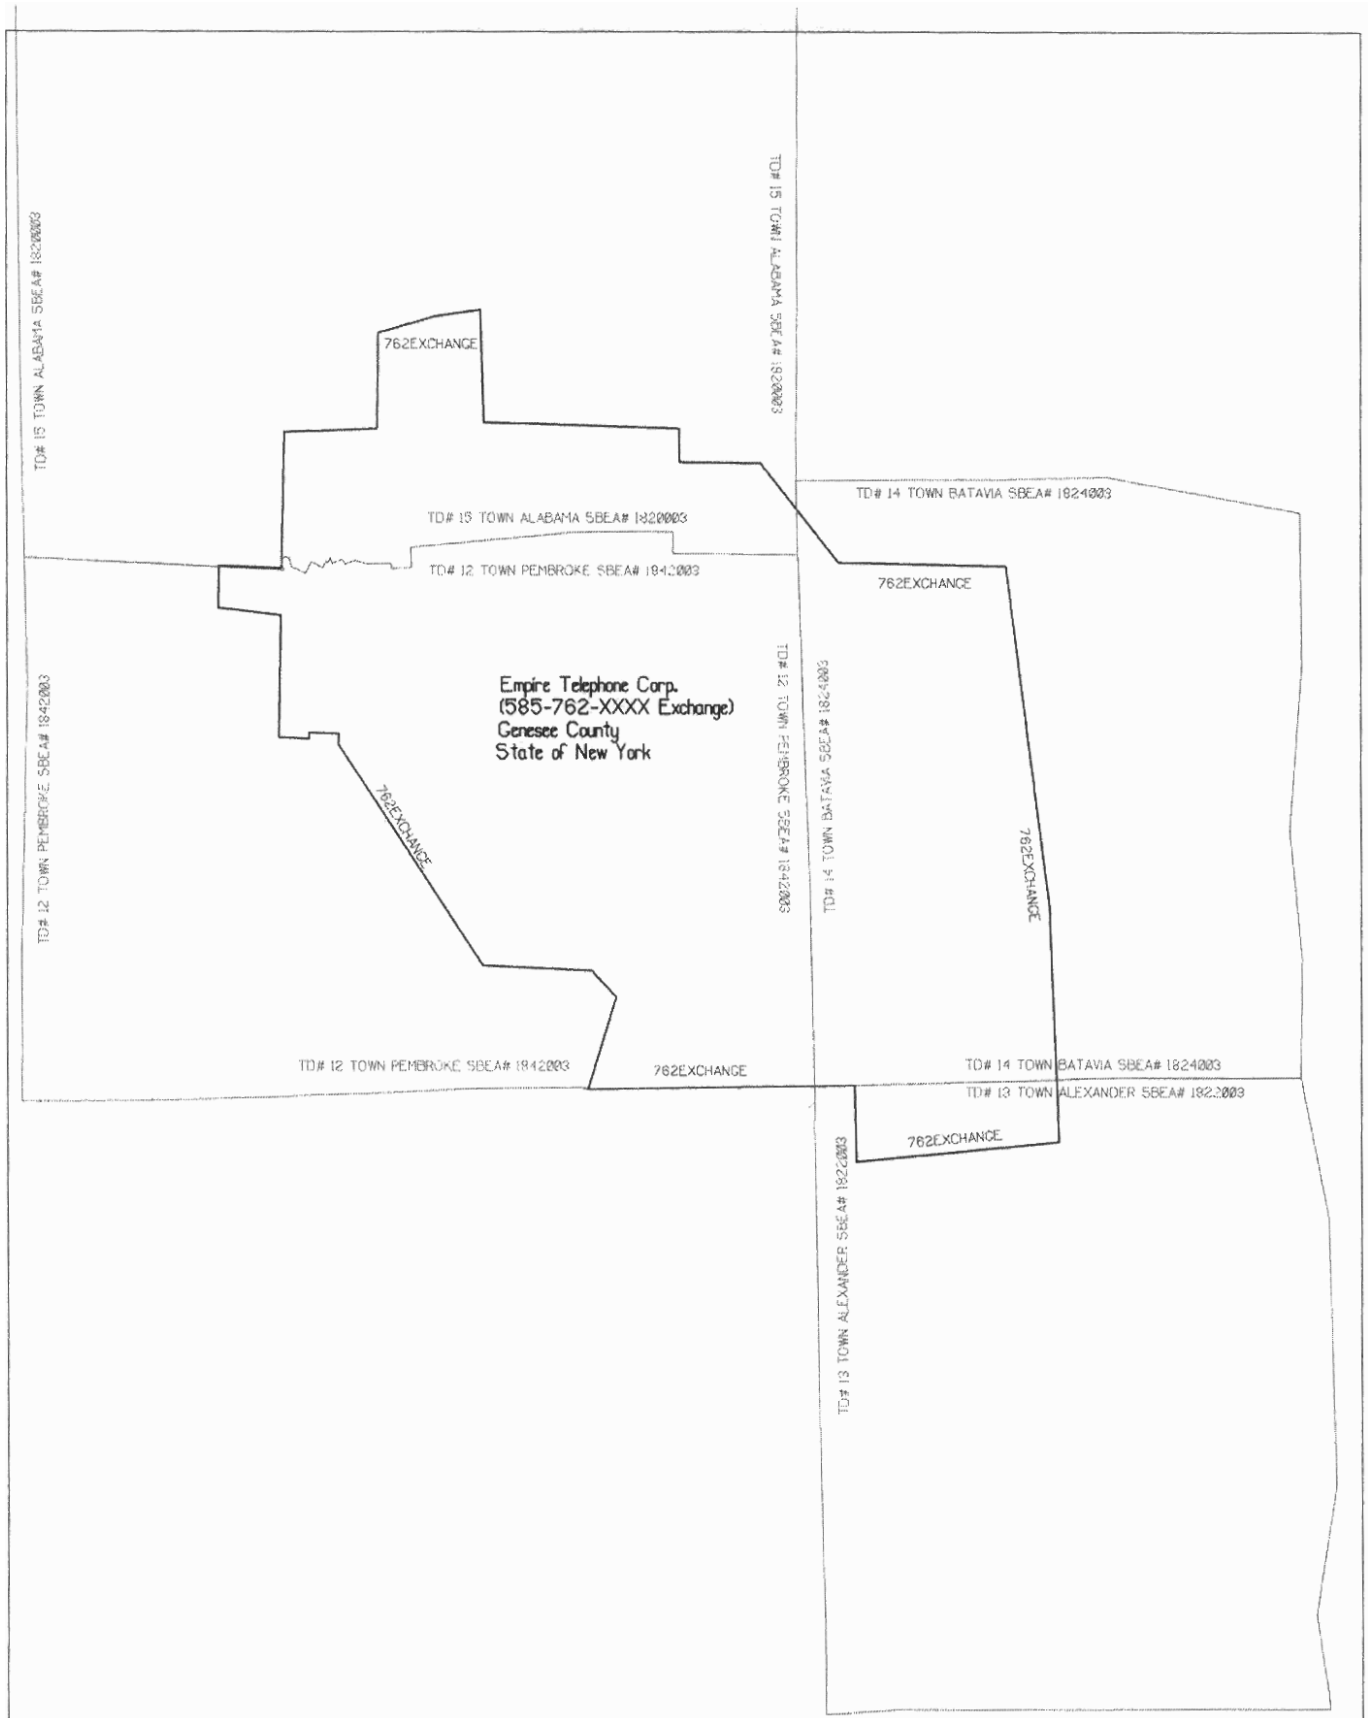 TD# 15 TOWN ALABAMA SBEA# 1820003
TD# 15 TOWN ALABAMA SBEA# 1820003
762EXCHANGE
TD# 14 TOWN BATAVIA SBEA# 1824003
TD# 15 TOWN ALABAMA SBEA# 1820003
TD# 12 TOWN PEMBROKE SBEA# 1842003
762EXCHANGE
Empire Telephone Corp.
(585-762-XXXX Exchange)
Genesee County
State of New York
TD# 12 TOWN PEMBROKE SBEA# 1842003
TD# 12 TOWN PEMBROKE SBEA# 1842003
TD# 14 TOWN BATAVIA SBEA# 1824003
762EXCHANGE
762EXCHANGE
TD# 12 TOWN PEMBROKE SBEA# 1842003
762EXCHANGE
TD# 14 TOWN BATAVIA SBEA# 1824003
TD# 13 TOWN ALEXANDER SBEA# 1822003
762EXCHANGE
TD# 13 TOWN ALEXANDER SBEA# 1822003